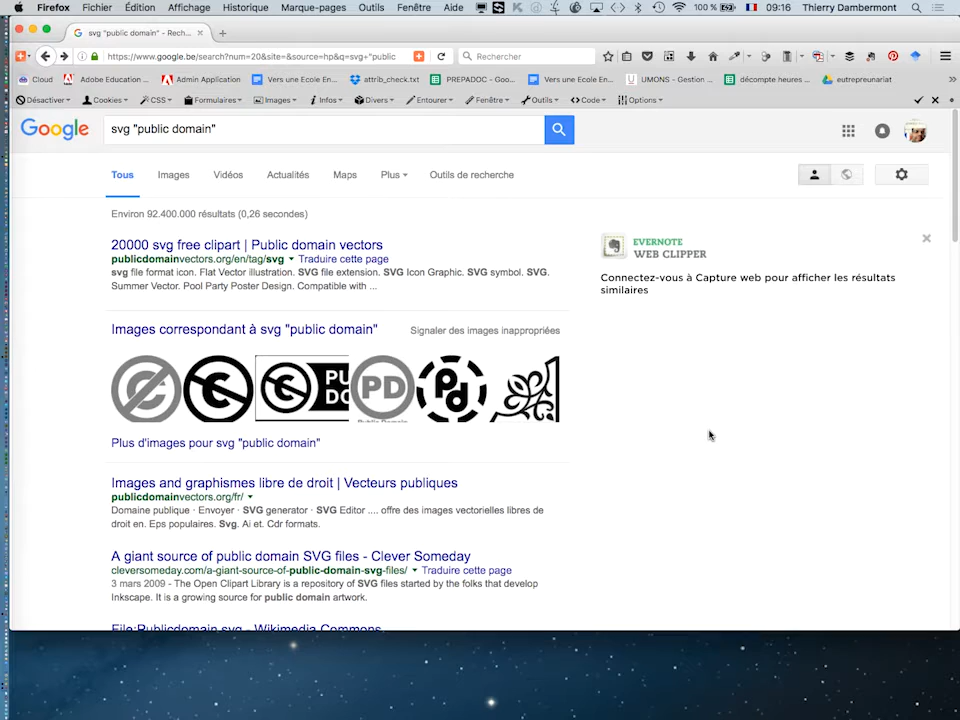 Firefox Fichier Édition Affichage Historique Marque-pages Outils Fenêtre Aide 100 % 09:16 Thierry Dambermont
svg "public domain" - Rech...
https://www.google.be/search?num=20&site=&source=hp&q=svg+"public
Rechercher
Cloud Adobe Education ... Admin Application Vers une Ecole En... attrib_check.txt PREPADOC - Goo... Vers une Ecole En... UMONS - Gestion ... décompte heures ... eutrepreunariat
Désactiver Cookies CSS Formulaires Images Infos Divers Entourer Fenêtre Outils Code Options
Google svg "public domain"
Tous Images Vidéos Actualités Maps Plus Outils de recherche
Environ 92.400.000 résultats (0,26 secondes)
20000 svg free clipart | Public domain vectors
publicdomainvectors.org/en/tag/svg Traduire cette page
svg file format icon. Flat Vector illustration. SVG file extension. SVG Icon Graphic. SVG symbol. SVG.
Summer Vector. Pool Party Poster Design. Compatible with ...
EVERNOTE
WEB CLIPPER
Connectez-vous à Capture web pour afficher les résultats
similaires
Images correspondant à svg "public domain" Signaler des images inappropriées
PU
DO
PD
Public Domain
Pd
Plus d'images pour svg "public domain"
Images and graphismes libre de droit | Vecteurs publiques
publicdomainvectors.org/fr/
Domaine publique · Envoyer · SVG generator · SVG Editor .... offre des images vectorielles libres de
droit en. Eps populaires. Svg. Ai et. Cdr formats.
A giant source of public domain SVG files - Clever Someday
cleversomeday.com/a-giant-source-of-public-domain-svg-files/ Traduire cette page
3 mars 2009 - The Open Clipart Library is a repository of SVG files started by the folks that develop
Inkscape. It is a growing source for public domain artwork.
File:Publicdomain.svg - Wikimedia Commons